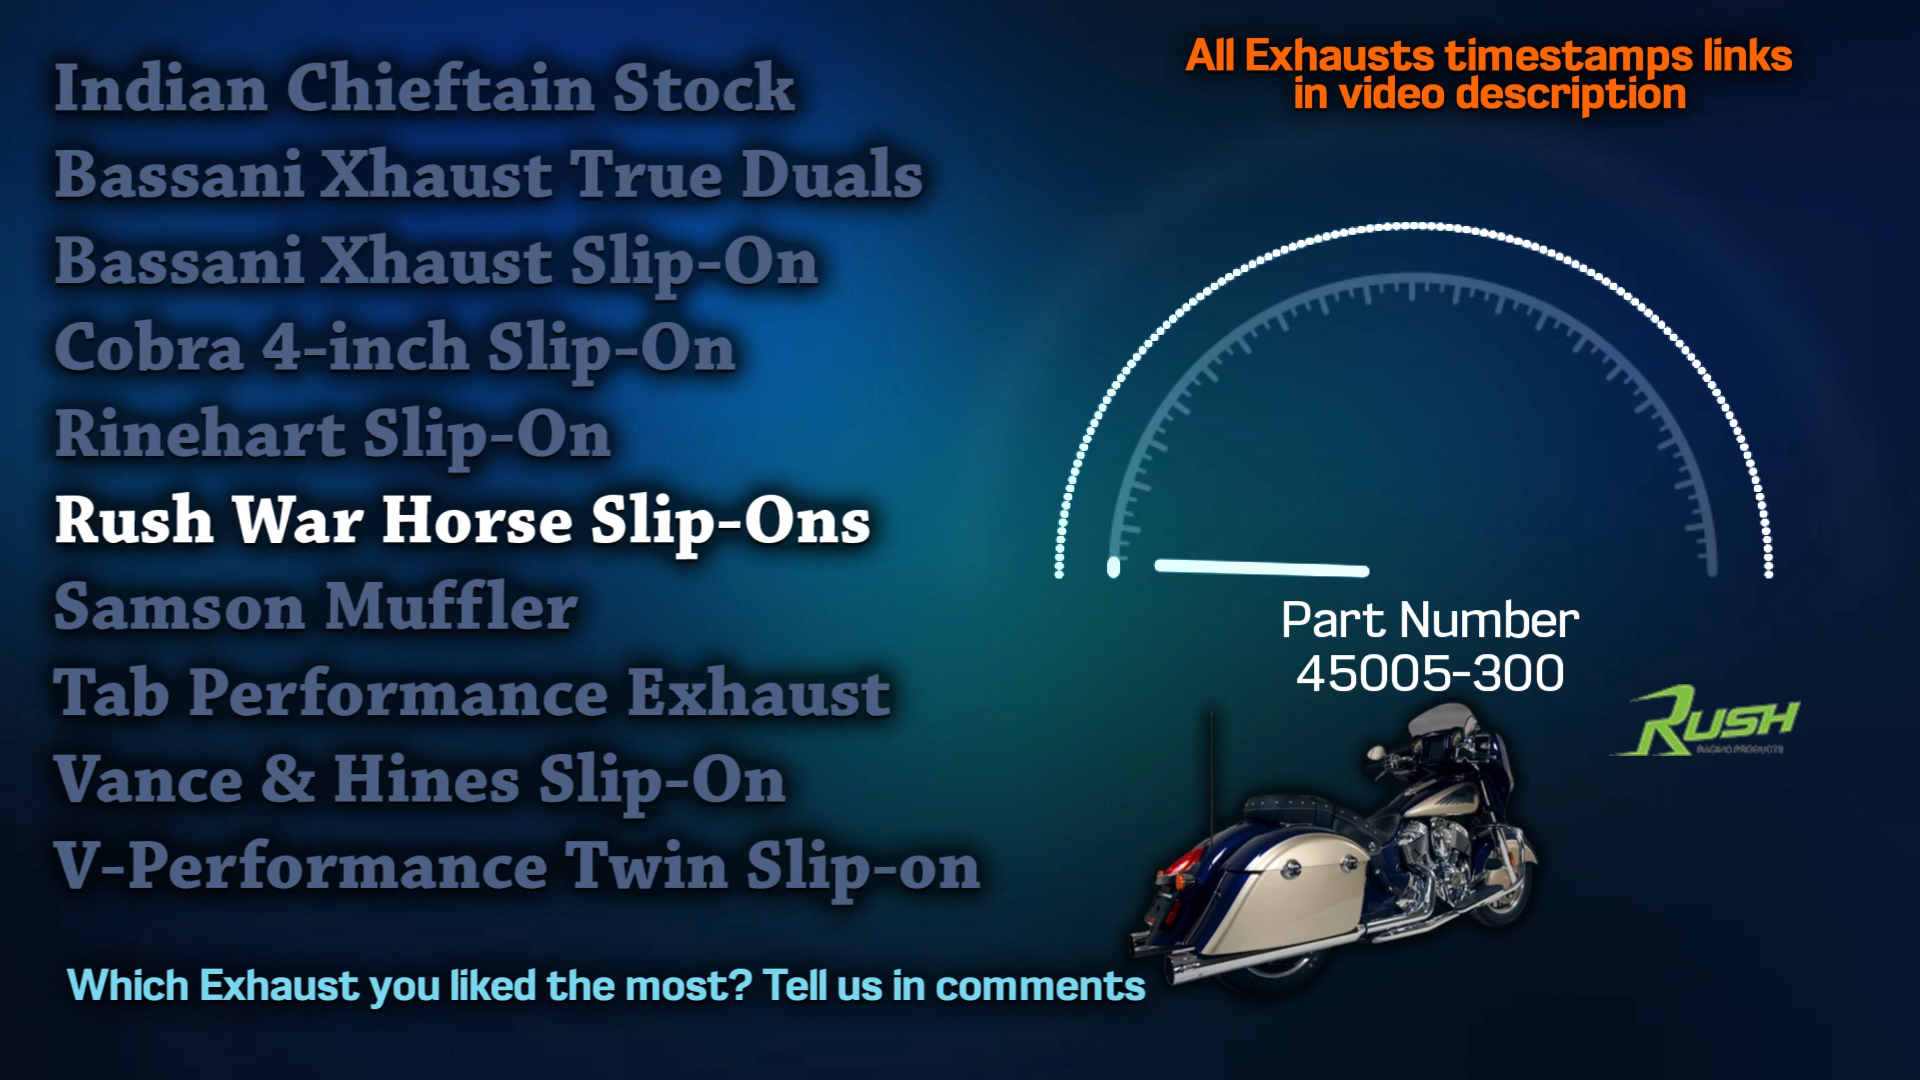 Indian Chieftain Stock
Bassani Xhaust True Duals
Bassani Xhaust Slip-On
Cobra 4-inch Slip-On
Rinehart Slip-On
Rush War Horse Slip-Ons
Samson Muffler
Tab Performance Exhaust
Vance & Hines Slip-On
V-Performance Twin Slip-on
Which Exhaust you liked the most? Tell us in comments
All Exhausts timestamps links
in video description
Part Number
45005-300
RUSH
RACING PRODUCTS